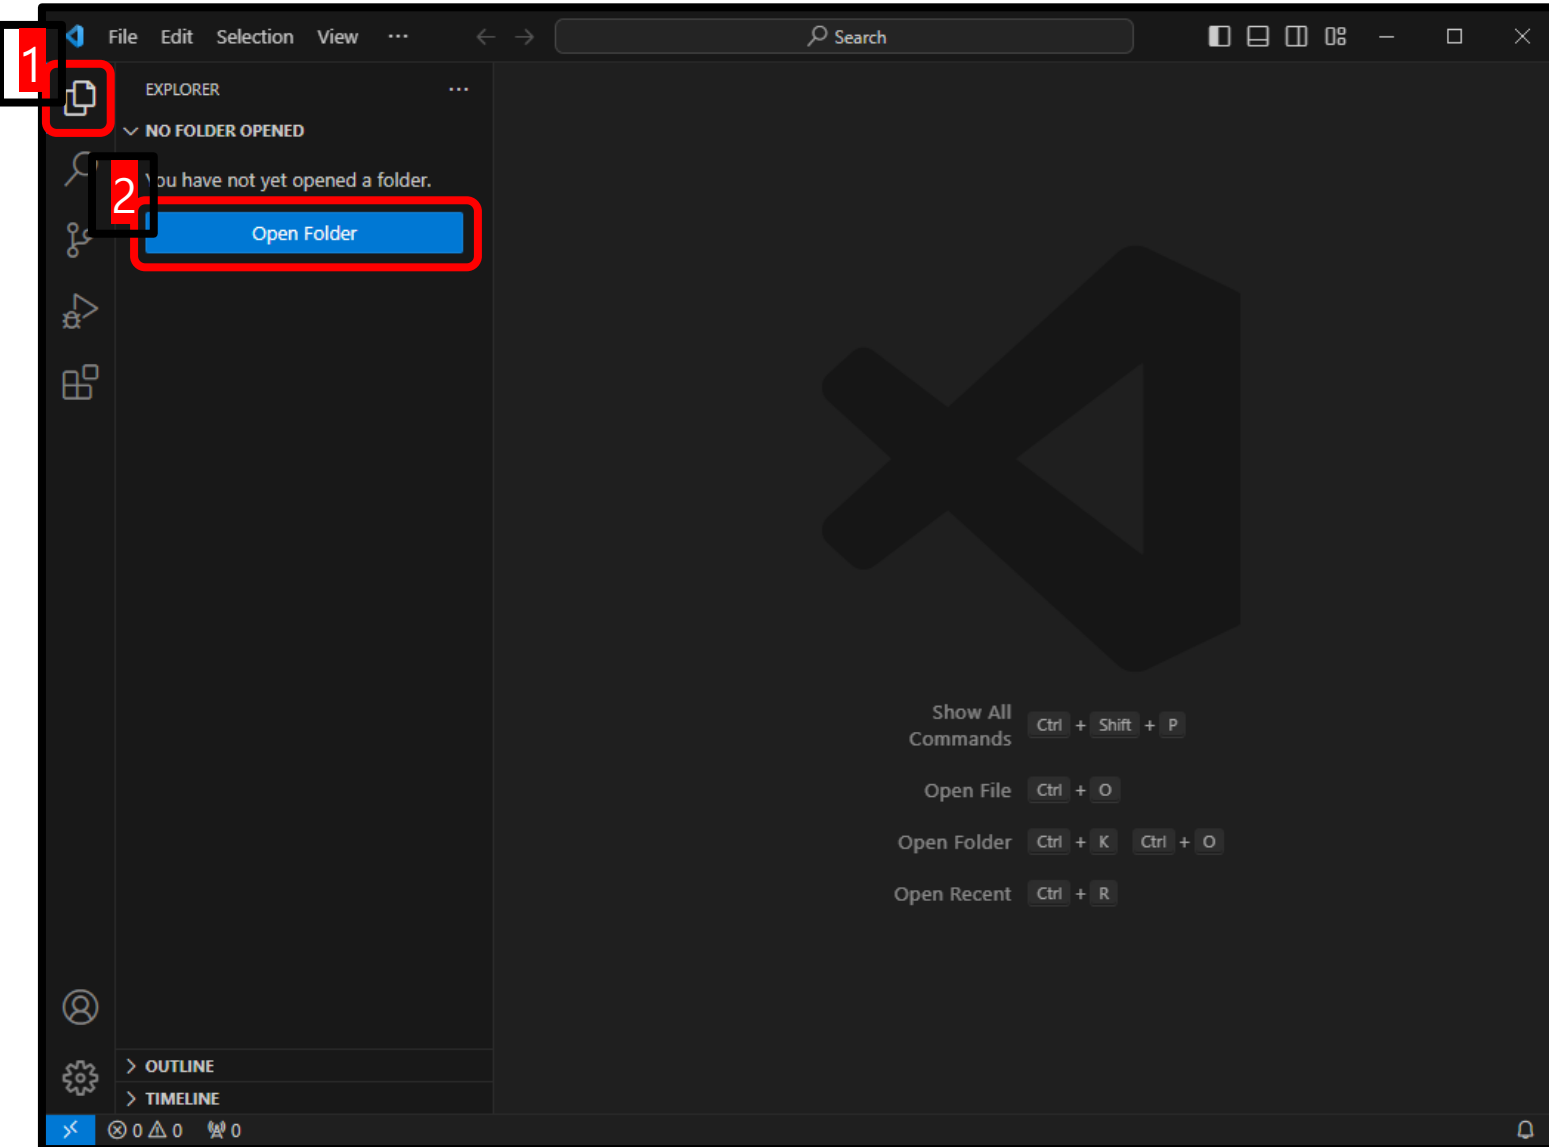 1
File Edit Selection View ···
Search
EXPLORER ···
NO FOLDER OPENED
2
You have not yet opened a folder.
Open Folder
Show All
Commands Ctrl + Shift + P
Open File Ctrl + O
Open Folder Ctrl + K Ctrl + O
Open Recent Ctrl + R
OUTLINE
TIMELINE
0 0 0